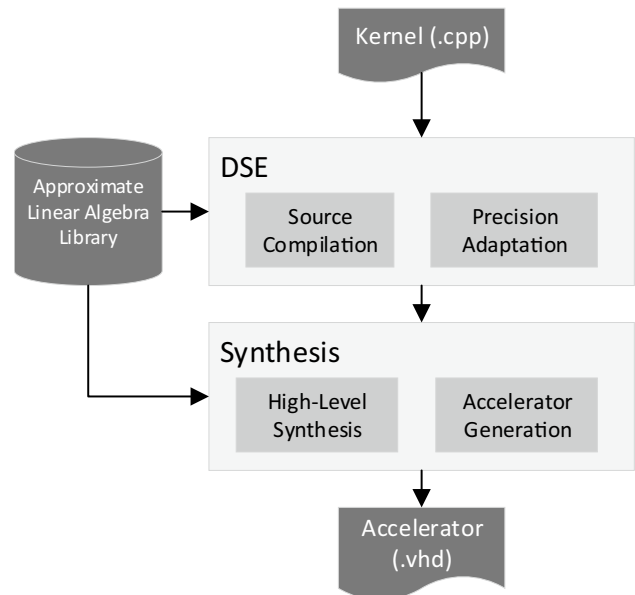 Kernel (.cpp)
Approximate
Linear Algebra
Library
DSE
Source
Compilation
Precision
Adaptation
Synthesis
High-Level
Synthesis
Accelerator
Generation
Accelerator
(.vhd)